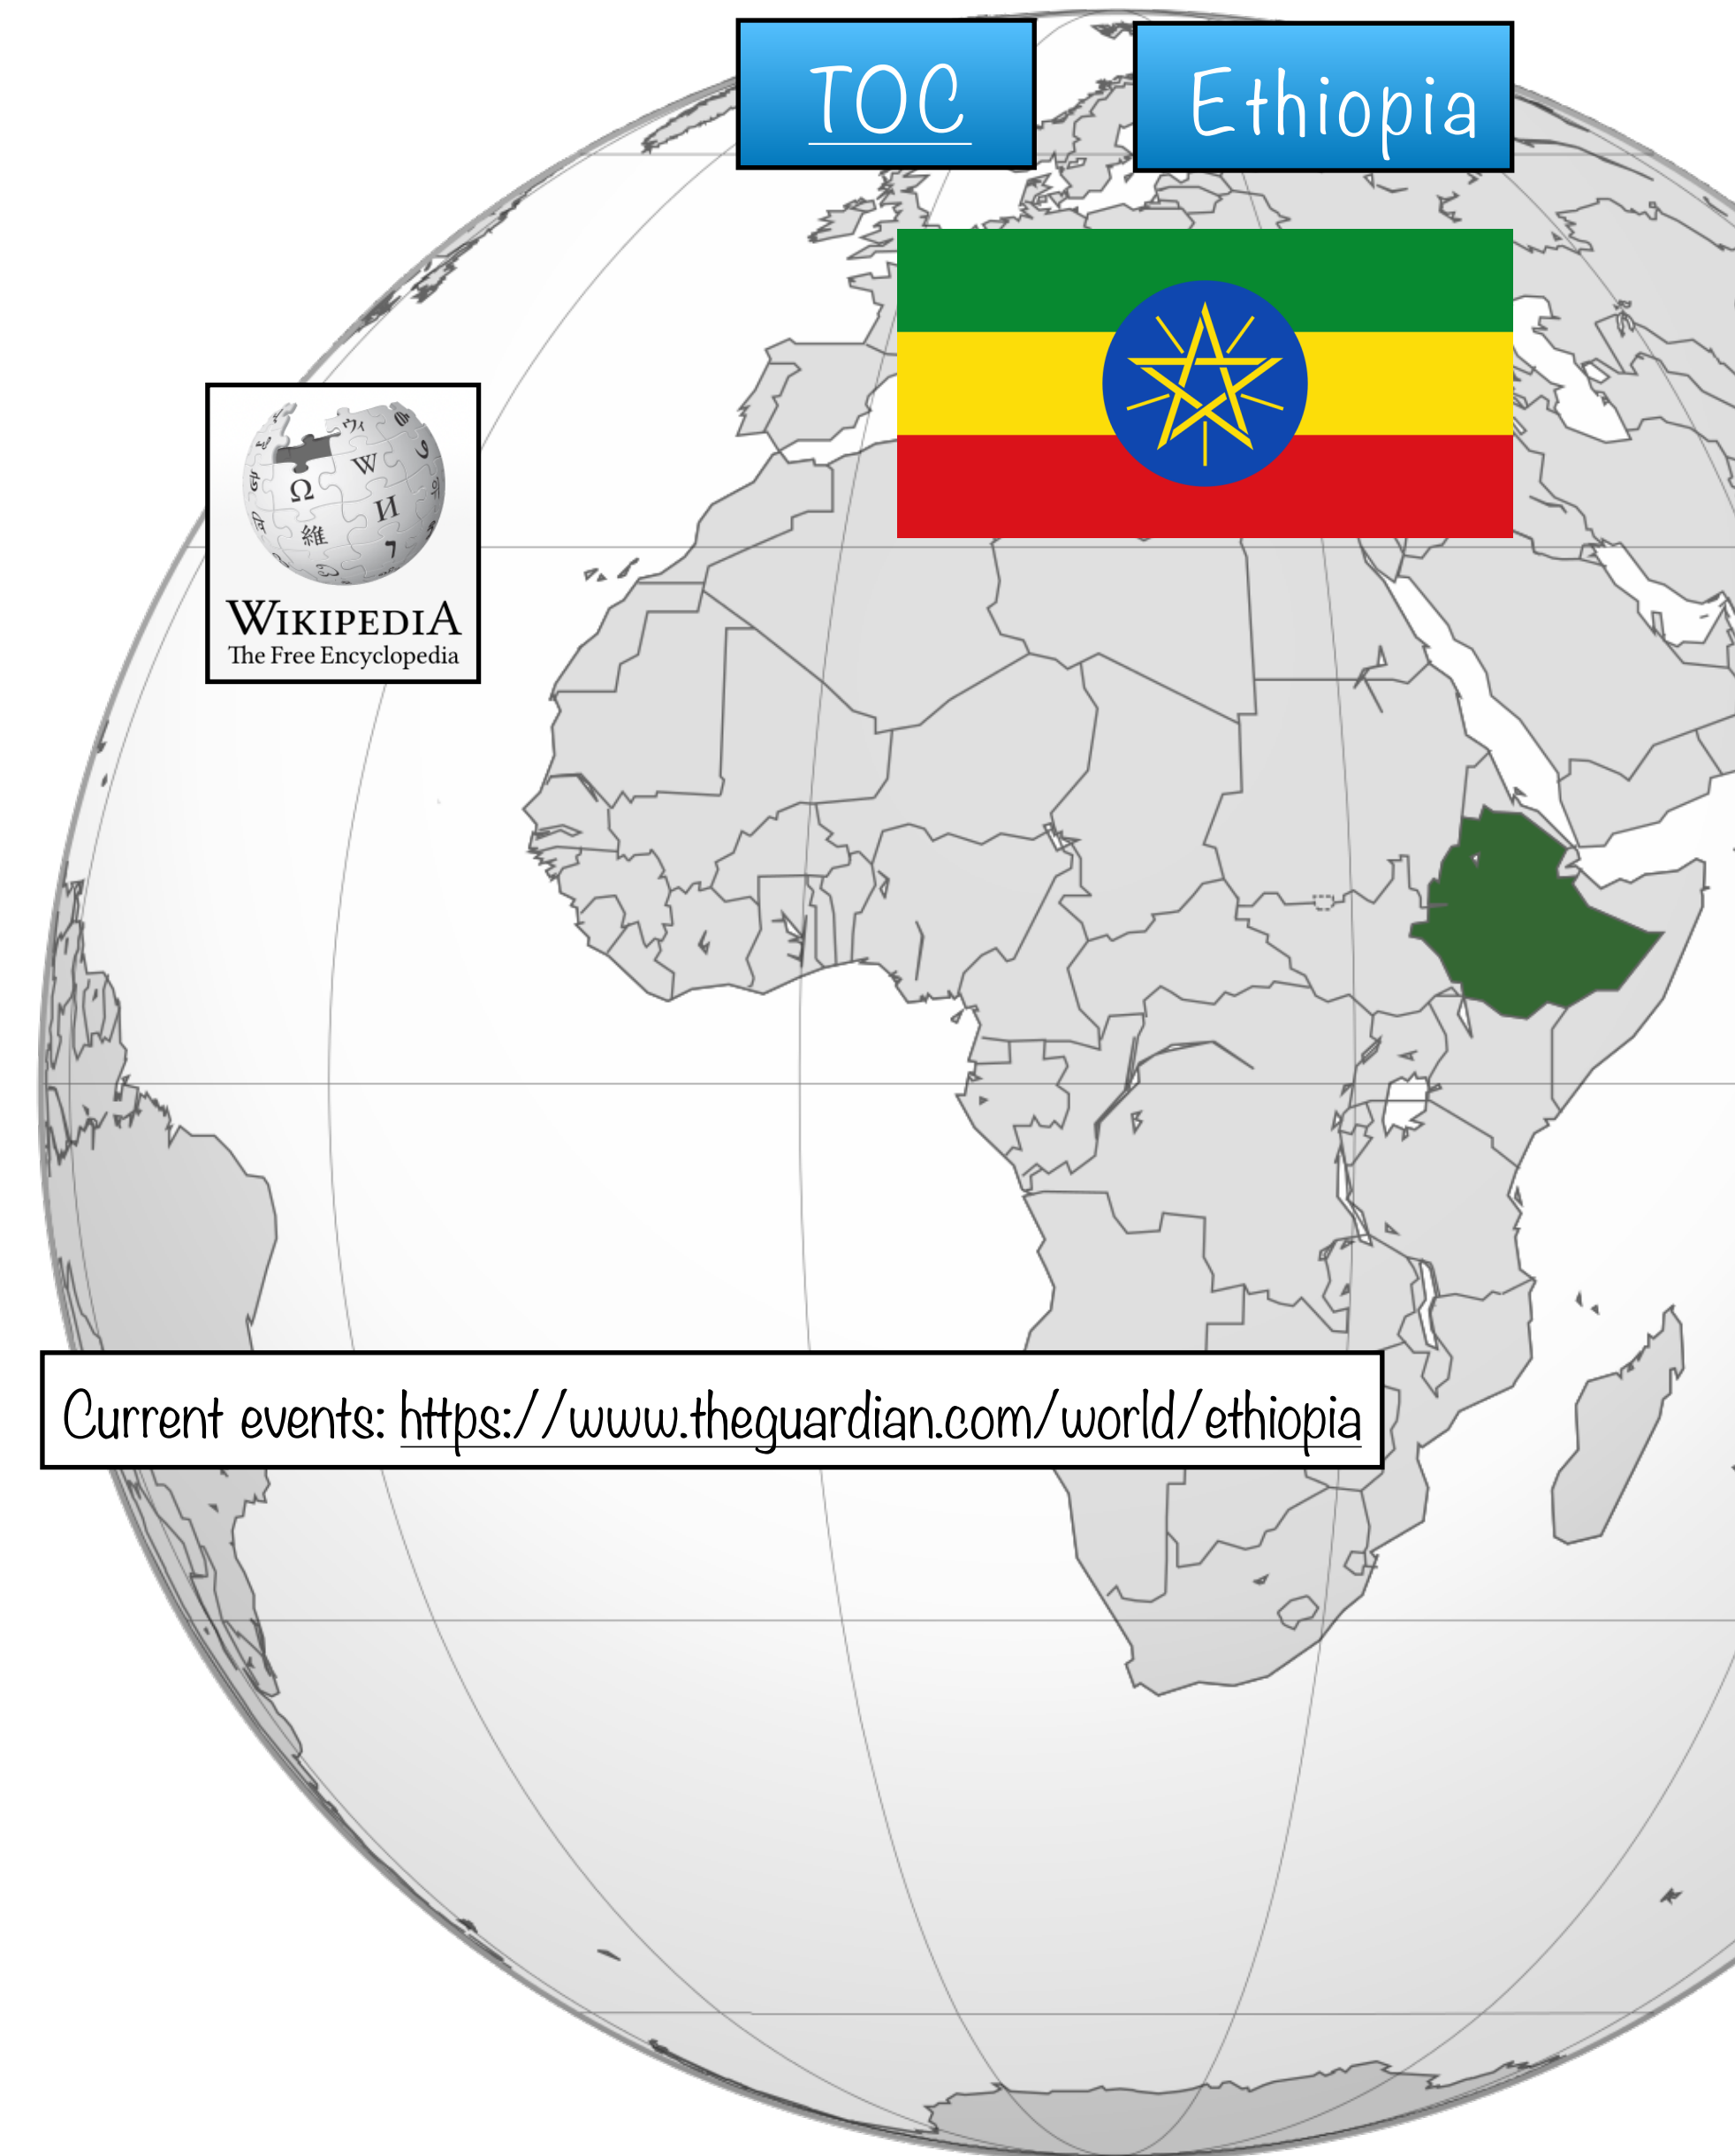 TOC
Ethiopia
WIKIPEDIA
The Free Encyclopedia
Current events: https://www.theguardian.com/world/ethiopia